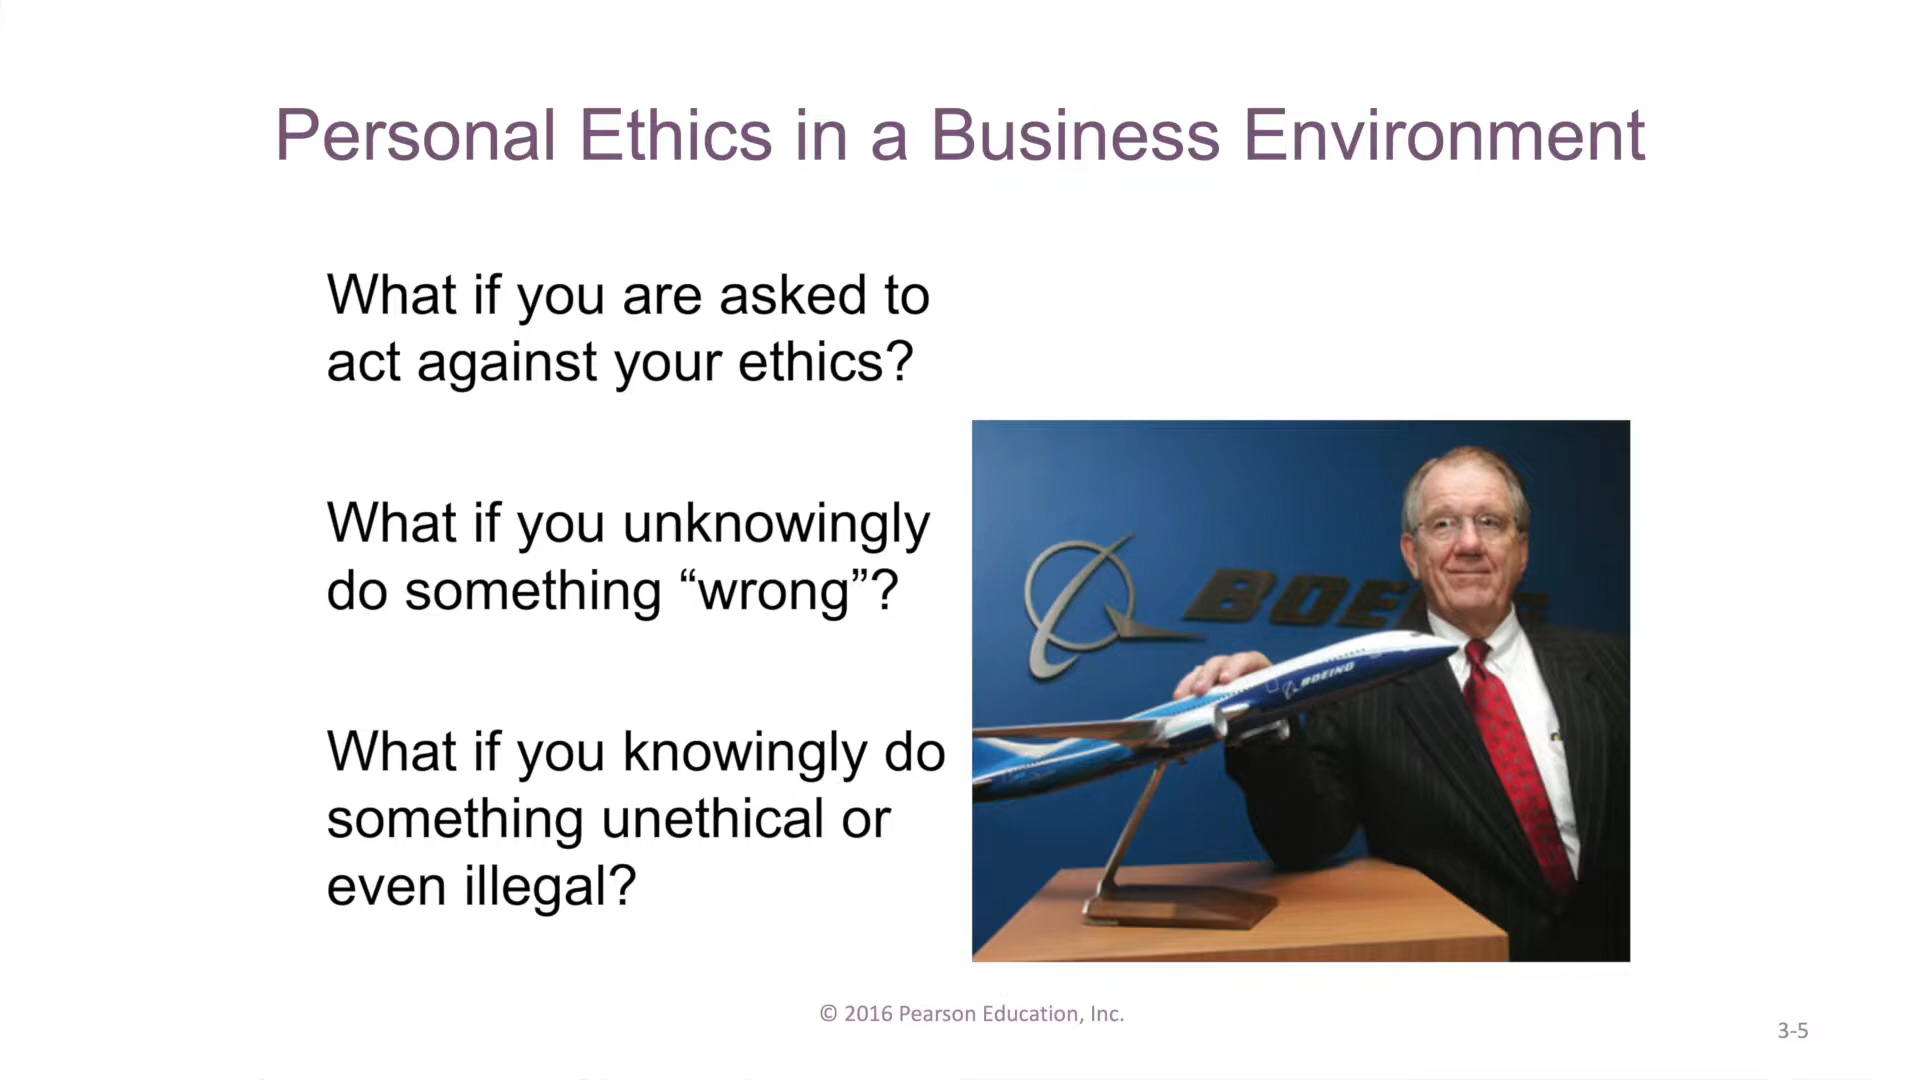 Personal Ethics in a Business Environment
What if you are asked to
act against your ethics?
What if you unknowingly
do something “wrong”?
What if you knowingly do
something unethical or
even illegal?
BOEING
© 2016 Pearson Education, Inc.
3-5